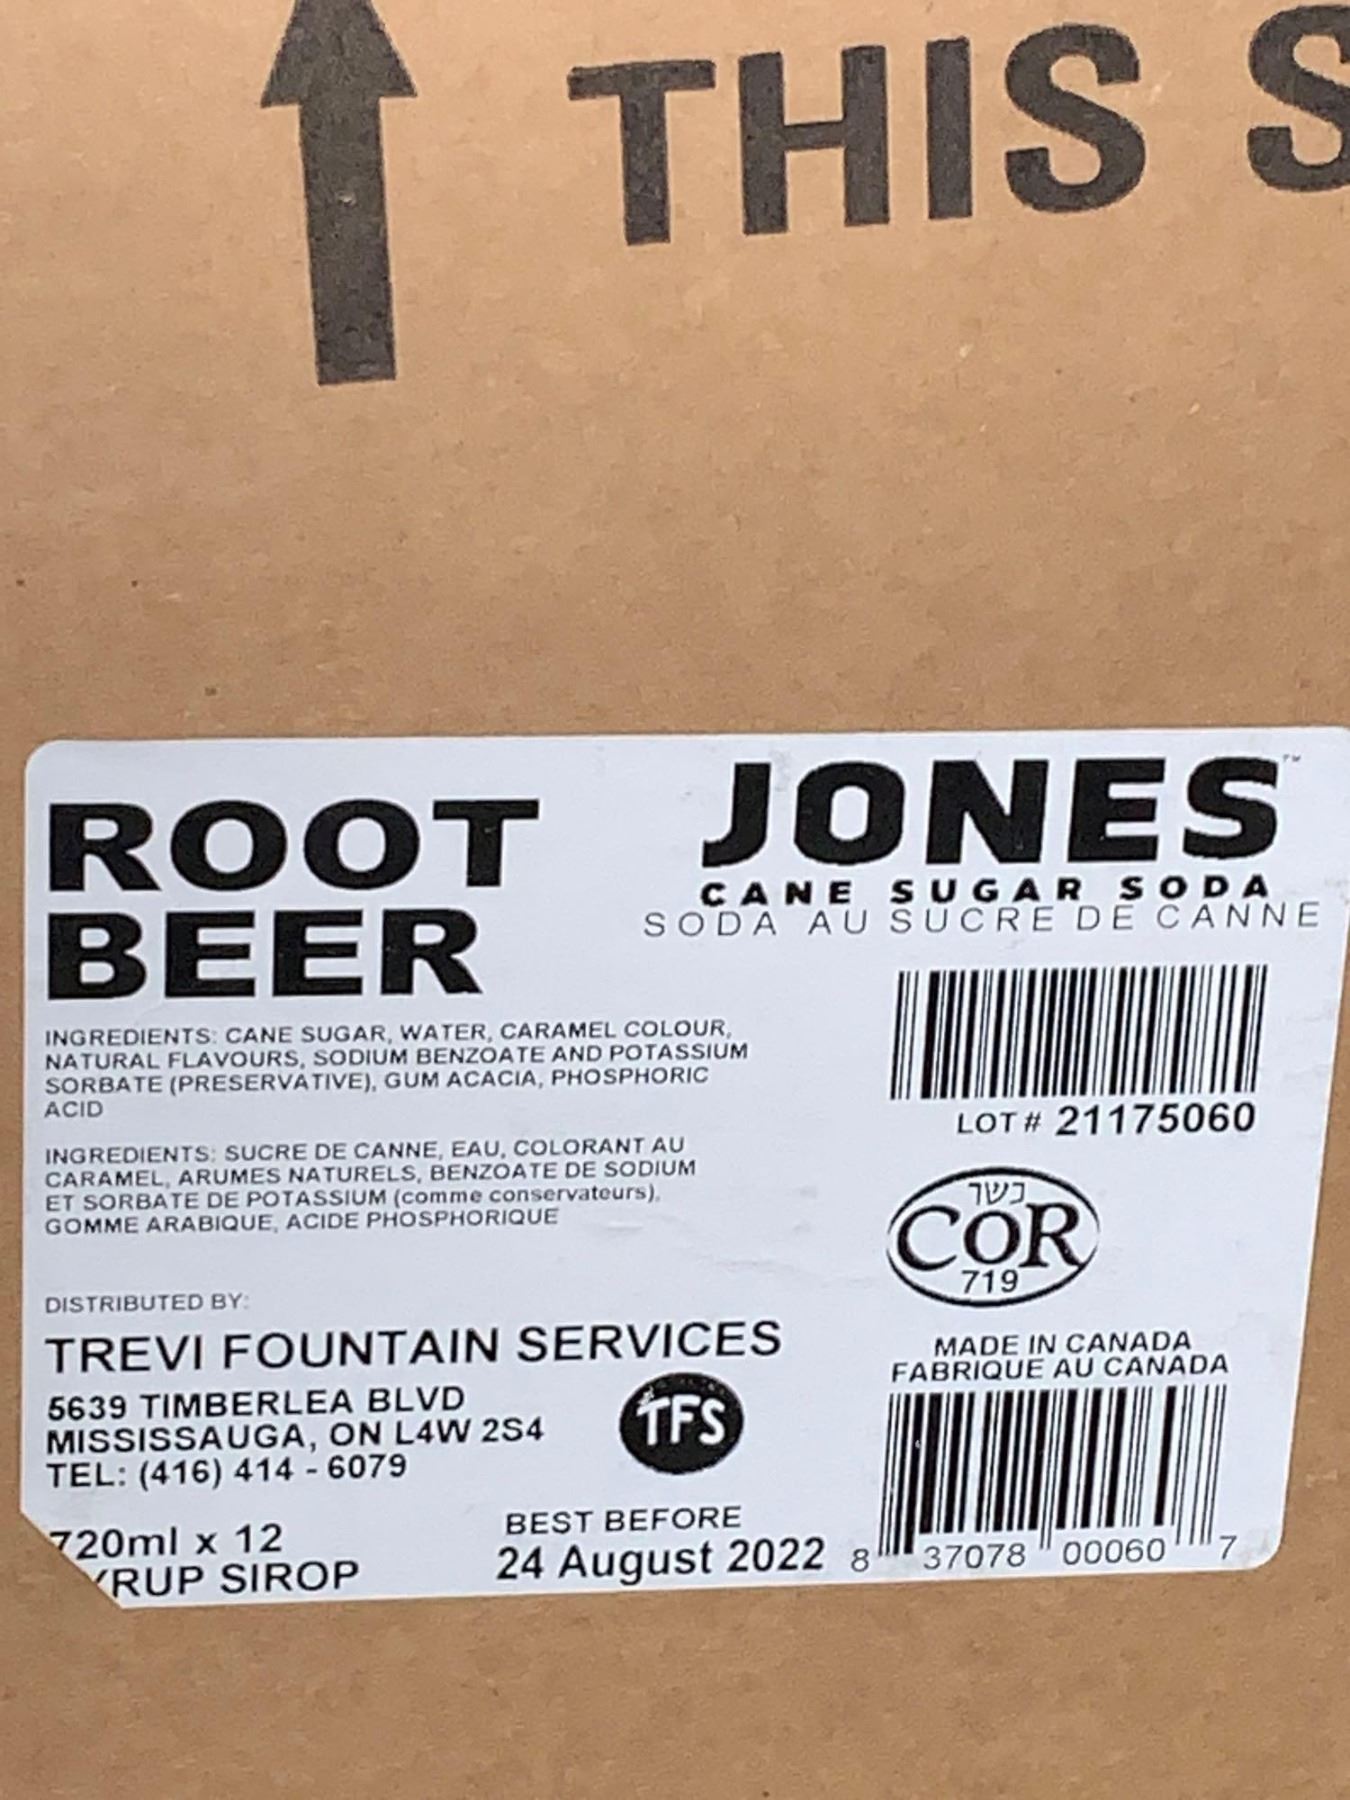 THIS S
ROOT
BEER
JONES™
CANE SUGAR SODA
SODA AU SUCRE DE CANNE
INGREDIENTS: CANE SUGAR, WATER, CARAMEL COLOUR,
NATURAL FLAVOURS, SODIUM BENZOATE AND POTASSIUM
SORBATE (PRESERVATIVE), GUM ACACIA, PHOSPHORIC
ACID
INGREDIENTS: SUCRE DE CANNE, EAU, COLORANT AU
CARAMEL, ARUMES NATURELS, BENZOATE DE SODIUM
ET SORBATE DE POTASSIUM (comme conservateurs),
GOMME ARABIQUE, ACIDE PHOSPHORIQUE
LOT # 21175060
כשר
COR
719
DISTRIBUTED BY:
TREVI FOUNTAIN SERVICES
5639 TIMBERLEA BLVD
MISSISSAUGA, ON L4W 2S4
TEL: (416) 414 - 6079
TFS
MADE IN CANADA
FABRIQUE AU CANADA
720ml x 12
YRUP SIROP
BEST BEFORE
24 August 2022
8 37078 00060 7